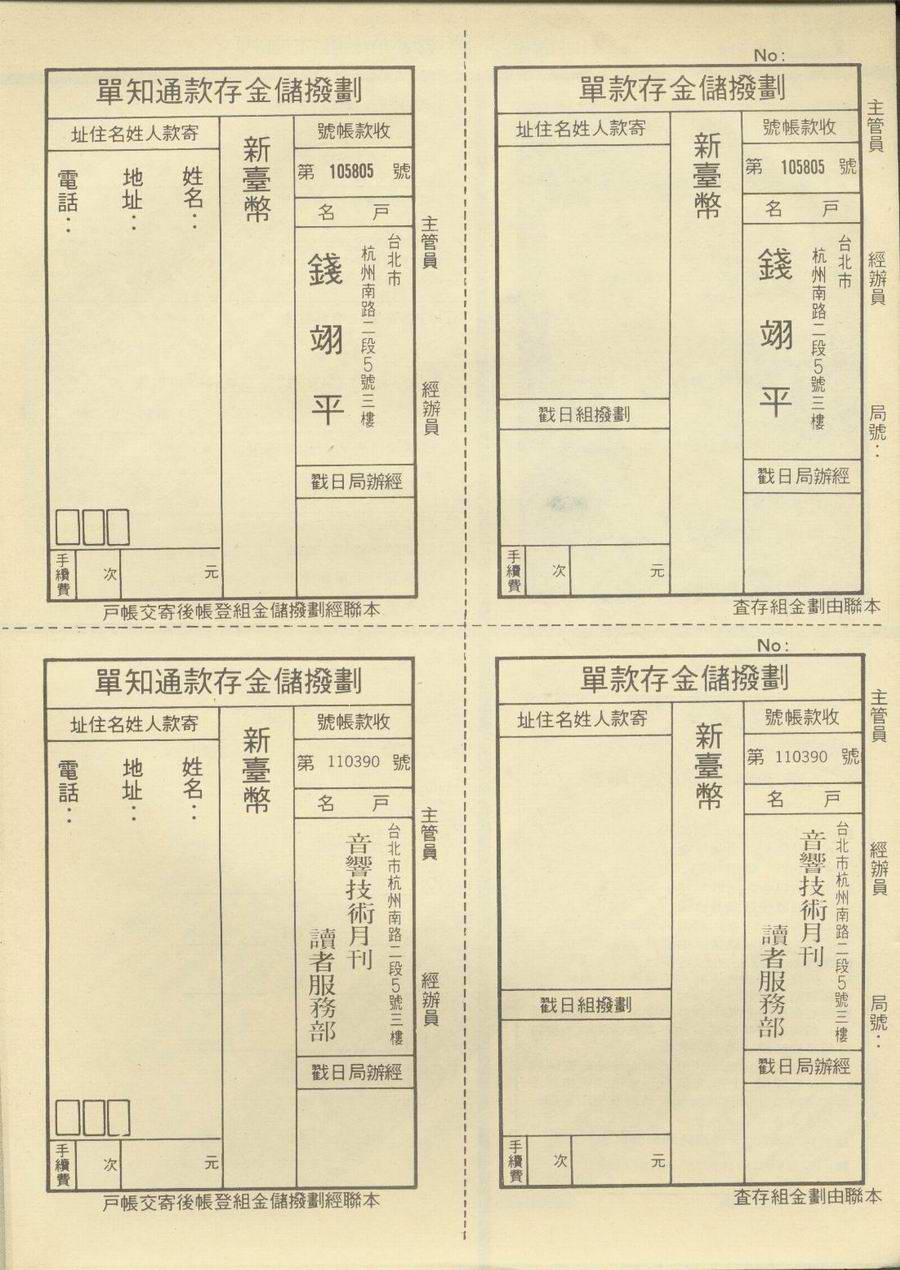 No:
劃撥儲金存款單
收款帳號
第 105805 號
戶名
台北市
杭州南路二段5號三樓
錢翊平
經辦局日戳
新臺幣
寄款人姓名住址
劃撥組日戳
手續費
次
元
主管員
經辦員
局號：
本聯由劃金組存查
劃撥儲金存款通知單
收款帳號
第 105805 號
戶名
台北市
杭州南路二段5號三樓
錢翊平
經辦局日戳
新臺幣
寄款人姓名住址
姓名：
地址：
電話：
手續費
次
元
主管員
經辦員
本聯經劃撥儲金組登帳後寄交帳戶
No:
劃撥儲金存款單
收款帳號
第 110390 號
戶名
台北市杭州南路二段5號三樓
音響技術月刊
讀者服務部
經辦局日戳
新臺幣
寄款人姓名住址
劃撥組日戳
手續費
次
元
主管員
經辦員
局號：
本聯由劃金組存查
劃撥儲金存款通知單
收款帳號
第 110390 號
戶名
台北市杭州南路二段5號三樓
音響技術月刊
讀者服務部
經辦局日戳
新臺幣
寄款人姓名住址
姓名：
地址：
電話：
手續費
次
元
主管員
經辦員
本聯經劃撥儲金組登帳後寄交帳戶